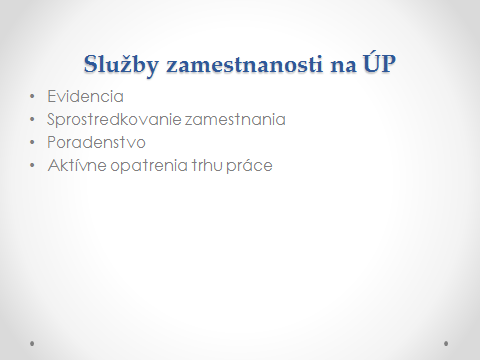 Služby zamestnanosti na ÚP
• Evidencia
• Sprostredkovanie zamestnania
• Poradenstvo
• Aktívne opatrenia trhu práce